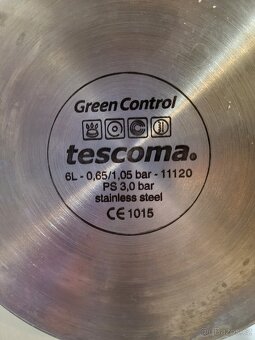 Green Control
tescoma.
6L - 0,65/1,05 bar - 11120
PS 3,0 bar
stainless steel
CE 1015